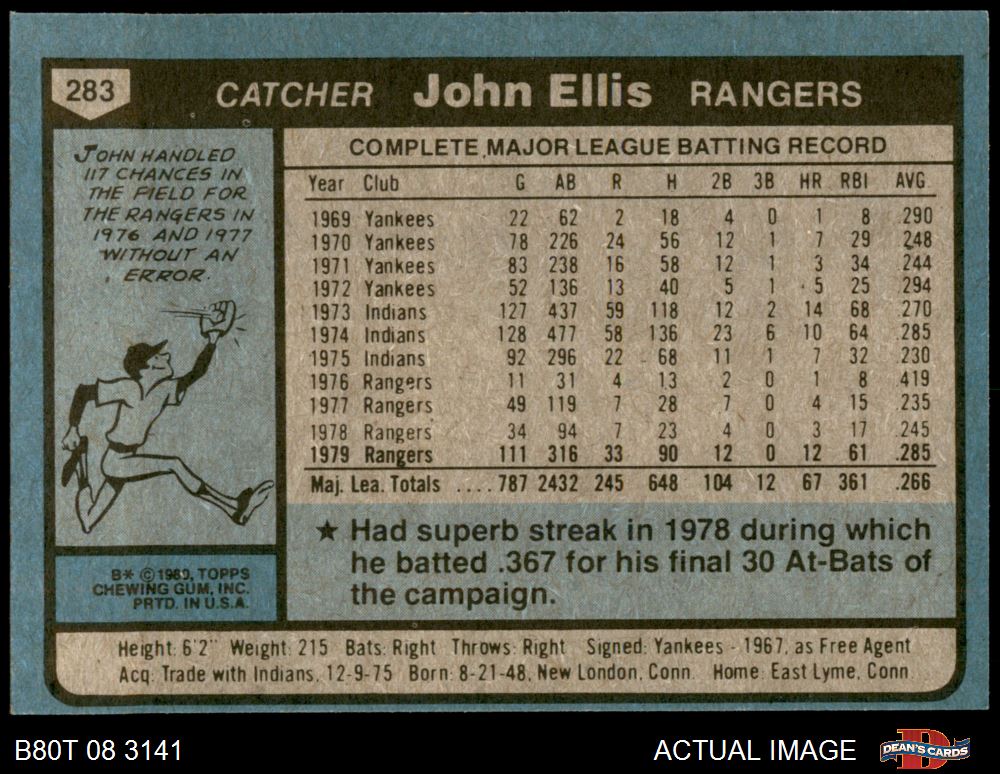 283 CATCHER John Ellis RANGERS
JOHN HANDLED
117 CHANCES IN
THE FIELD FOR
THE RANGERS IN
1976 AND 1977
WITHOUT AN
ERROR.
B* © 1980, TOPPS
CHEWING GUM, INC.
PRTD. IN U.S.A.
COMPLETE MAJOR LEAGUE BATTING RECORD
Year Club G AB R H 2B 3B HR RBI AVG
1969 Yankees 22 62 2 18 4 0 1 8 .290
1970 Yankees 78 226 24 56 12 1 7 29 .248
1971 Yankees 83 238 16 58 12 1 3 34 .244
1972 Yankees 52 136 13 40 5 1 5 25 .294
1973 Indians 127 437 59 118 12 2 14 68 .270
1974 Indians 128 477 58 136 23 6 10 64 .285
1975 Indians 92 296 22 68 11 1 7 32 .230
1976 Rangers 11 31 4 13 2 0 1 8 .419
1977 Rangers 49 119 7 28 7 0 4 15 .235
1978 Rangers 34 94 7 23 4 0 3 17 .245
1979 Rangers 111 316 33 90 12 0 12 61 .285
Maj. Lea. Totals .... 787 2432 245 648 104 12 67 361 .266
★ Had superb streak in 1978 during which
he batted .367 for his final 30 At-Bats of
the campaign.
Height: 6'2" Weight: 215 Bats: Right Throws: Right Signed: Yankees - 1967, as Free Agent
Acq: Trade with Indians, 12-9-75 Born: 8-21-48, New London, Conn. Home: East Lyme, Conn.
B80T 08 3141 ACTUAL IMAGE DEAN'S CARDS